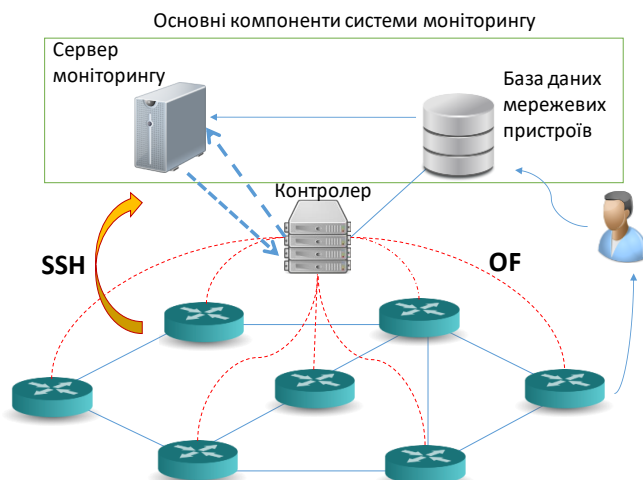 Основні компоненти системи моніторингу
Сервер
моніторингу
База даних
мережевих
пристроїв
Контролер
SSH
OF